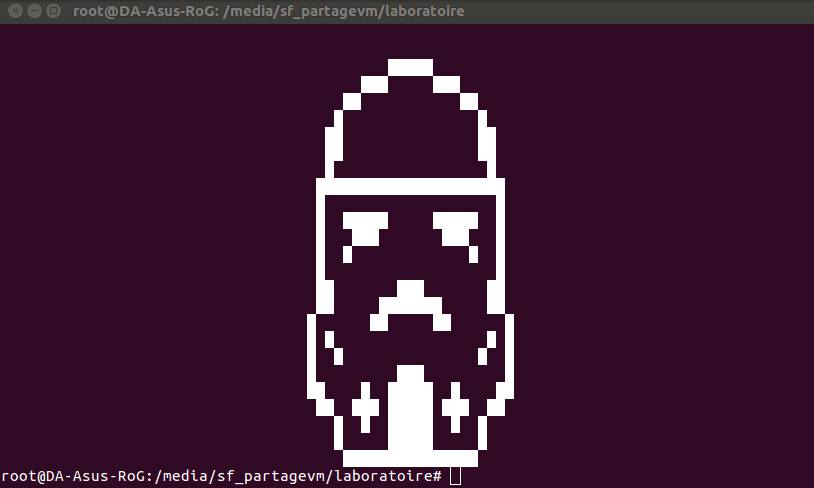 root@DA-Asus-RoG: /media/sf_partagevm/laboratoire
root@DA-Asus-RoG:/media/sf_partagevm/laboratoire#